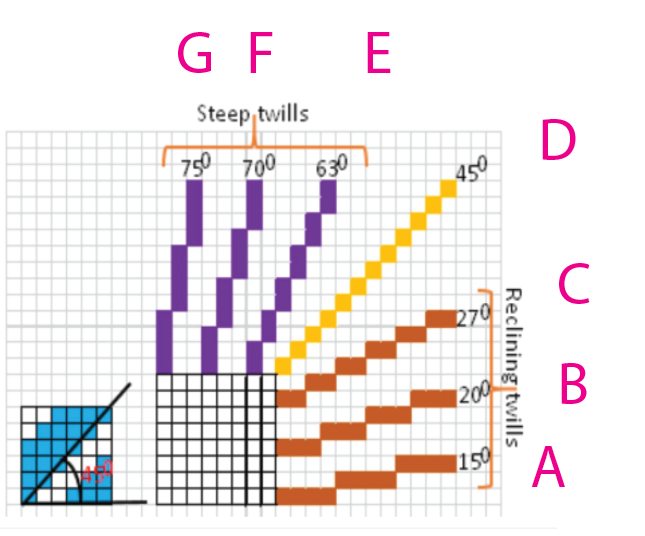 G F E
Steep twills
D
75⁰ 70⁰ 63⁰ 45⁰
C
Reclining twills
27⁰
B
20⁰
A
15⁰
45⁰